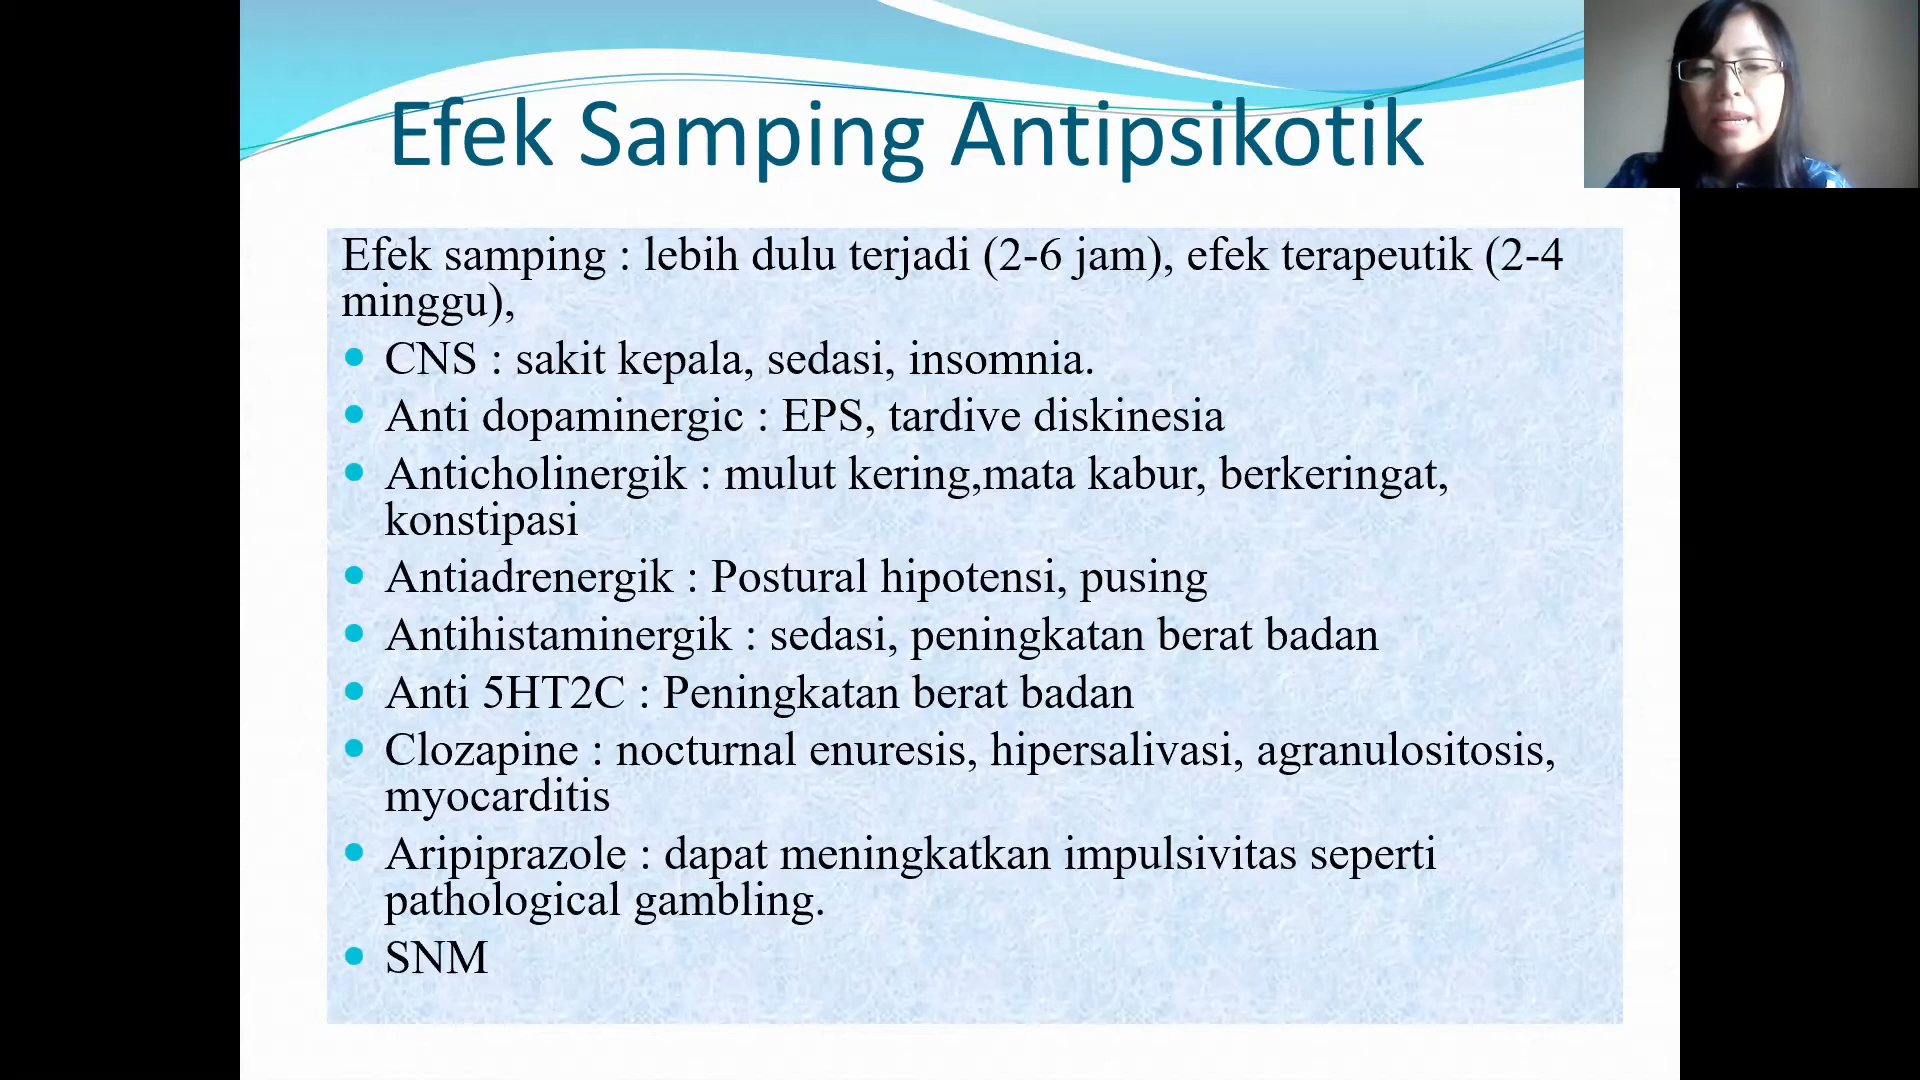 Efek Samping Antipsikotik
Efek samping : lebih dulu terjadi (2-6 jam), efek terapeutik (2-4
minggu),
CNS : sakit kepala, sedasi, insomnia.
Anti dopaminergic : EPS, tardive diskinesia
Anticholinergik : mulut kering,mata kabur, berkeringat,
konstipasi
Antiadrenergik : Postural hipotensi, pusing
Antihistaminergik : sedasi, peningkatan berat badan
Anti 5HT2C : Peningkatan berat badan
Clozapine : nocturnal enuresis, hipersalivasi, agranulositosis,
myocarditis
Aripiprazole : dapat meningkatkan impulsivitas seperti
pathological gambling.
SNM